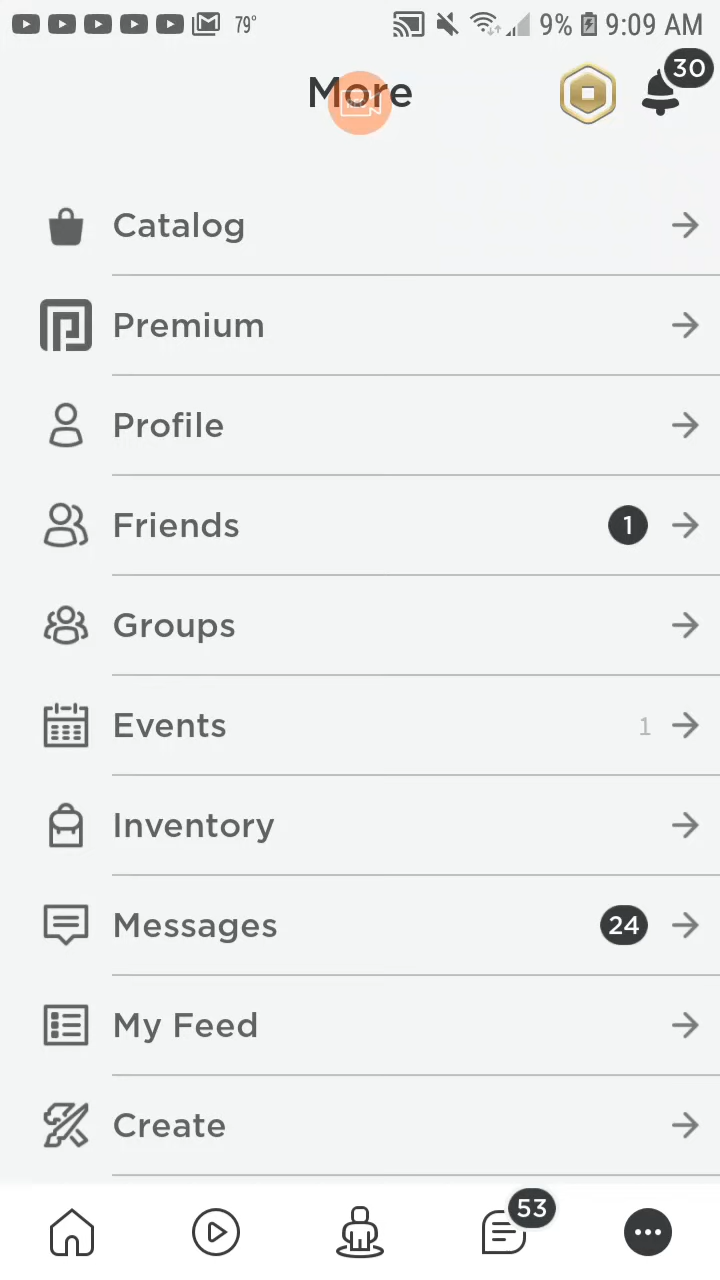 79° 9% 9:09 AM
More 30
Catalog
Premium
Profile
Friends 1
Groups
Events 1
Inventory
Messages 24
My Feed
Create
53